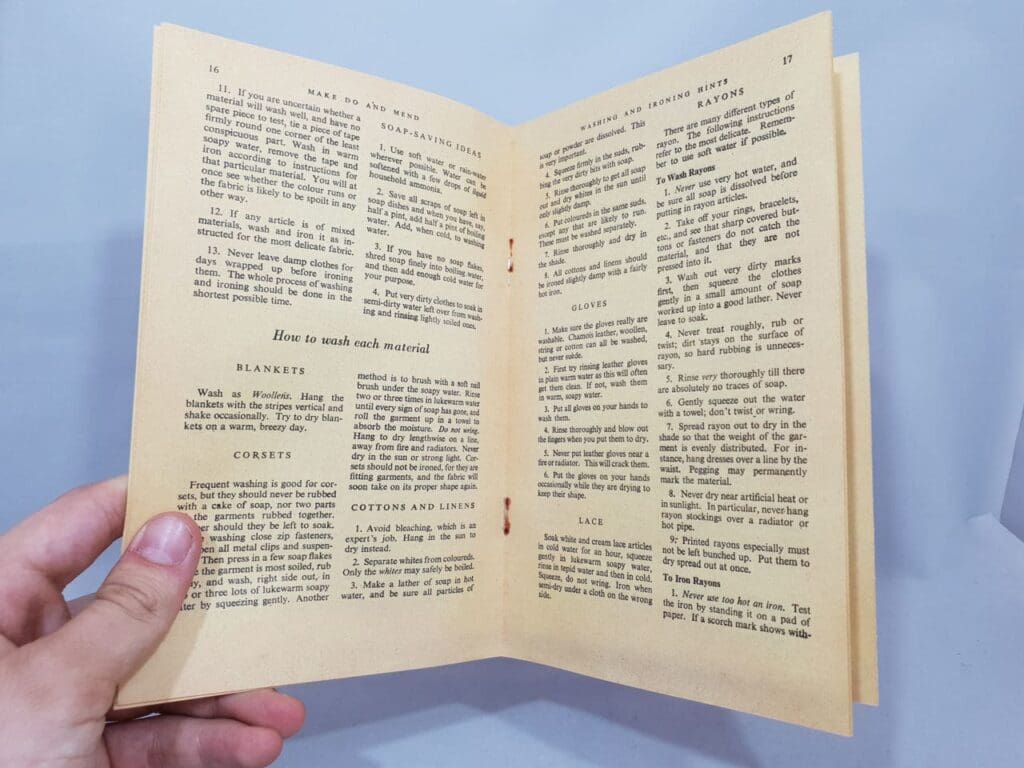 16
MAKE DO AND MEND
11. If you are uncertain whether a
material will wash well, and have no
spare piece to test, tie a piece of tape
firmly round one corner of the least
conspicuous part. Wash in warm
soapy water, remove the tape and
iron according to instructions for
that particular material. You will at
once see whether the colour runs or
the fabric is likely to be spoilt in any
other way.
12. If any article is of mixed
materials, wash and iron it as in-
structed for the most delicate fabric.
13. Never leave damp clothes for
days wrapped up before ironing
them. The whole process of washing
and ironing should be done in the
shortest possible time.
SOAP-SAVING IDEAS
1. Use soft water or rain-water
wherever possible. Water can be
softened with a few drops of liquid
household ammonia.
2. Save all scraps of soap left in
soap dishes and when you have, say,
half a pint, add half a pint of boiling
water. Add, when cold, to washing
water.
3. If you have no soap flakes,
shred soap finely into boiling water,
and then add enough cold water for
your purpose.
4. Put very dirty clothes to soak in
semi-dirty water left over from wash-
ing and rinsing lightly soiled ones.
How to wash each material
BLANKETS
Wash as Woollens. Hang the
blankets with the stripes vertical and
shake occasionally. Try to dry blan-
kets on a warm, breezy day.
CORSETS
Frequent washing is good for cor-
sets, but they should never be rubbed
with a cake of soap, nor two parts
the garments rubbed together.
should they be left to soak.
washing close zip fasteners,
all metal clips and suspen-
Then press in a few soap flakes
the garment is most soiled, rub
and wash, right side out, in
or three lots of lukewarm soapy
by squeezing gently. Another
method is to brush with a soft nail
brush under the soapy water. Rinse
two or three times in lukewarm water
until every sign of soap has gone, and
roll the garment up in a towel to
absorb the moisture. Do not wring.
Hang to dry lengthwise on a line,
away from fire and radiators. Never
dry in the sun or strong light. Cor-
sets should not be ironed, for they are
fitting garments, and the fabric will
soon take on its proper shape again.
COTTONS AND LINENS
1. Avoid bleaching, which is an
expert's job. Hang in the sun to
dry instead.
2. Separate whites from coloureds.
Only the whites may safely be boiled.
3. Make a lather of soap in hot
water, and be sure all particles of
17
WASHING AND IRONING HINTS
soap or powder are dissolved. This
is very important.
4. Squeeze firmly in the suds, rub-
bing the very dirty bits with soap.
5. Rinse thoroughly to get all soap
out and dry whites in the sun until
only slightly damp.
6. Put coloureds in the same suds,
except any that are likely to run.
These must be washed separately.
7. Rinse thoroughly and dry in
the shade.
8. All cottons and linens should
be ironed slightly damp with a fairly
hot iron.
GLOVES
1. Make sure the gloves really are
washable. Chamois leather, woollen,
string or cotton can all be washed,
but never suède.
2. First try rinsing leather gloves
in plain warm water as this will often
get them clean. If not, wash them
in warm, soapy water.
3. Put all gloves on your hands to
wash them.
4. Rinse thoroughly and blow out
the fingers when you put them to dry.
5. Never put leather gloves near a
fire or radiator. This will crack them.
6. Put the gloves on your hands
occasionally while they are drying to
keep their shape.
LACE
Soak white and cream lace articles
in cold water for an hour, squeeze
gently in lukewarm soapy water,
rinse in tepid water and then in cold.
Squeeze, do not wring. Iron when
semi-dry under a cloth on the wrong
side.
RAYONS
There are many different types of
rayon. The following instructions
refer to the most delicate. Remem-
ber to use soft water if possible.
To Wash Rayons
1. Never use very hot water, and
be sure all soap is dissolved before
putting in rayon articles.
2. Take off your rings, bracelets,
etc., and see that sharp covered but-
tons or fasteners do not catch the
material, and that they are not
pressed into it.
3. Wash out very dirty marks
first, then squeeze the clothes
gently in a small amount of soap
worked up into a good lather. Never
leave to soak.
4. Never treat roughly, rub or
twist; dirt stays on the surface of
rayon, so hard rubbing is unneces-
sary.
5. Rinse very thoroughly till there
are absolutely no traces of soap.
6. Gently squeeze out the water
with a towel; don't twist or wring.
7. Spread rayon out to dry in the
shade so that the weight of the gar-
ment is evenly distributed. For in-
stance, hang dresses over a line by the
waist. Pegging may permanently
mark the material.
8. Never dry near artificial heat or
in sunlight. In particular, never hang
rayon stockings over a radiator or
hot pipe.
9. Printed rayons especially must
not be left bunched up. Put them to
dry spread out at once.
To Iron Rayons
1. Never use too hot an iron. Test
the iron by standing it on a pad of
paper. If a scorch mark shows with-